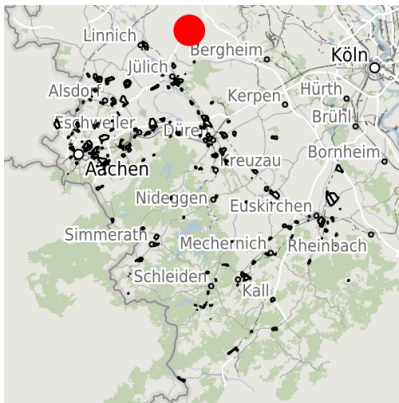 Linnich
Bergheim
Köln
Jülich
Alsdorf
Kerpen
Hürth
Eschweiler
Düren
Brühl
Kreuzau
Bornheim
Aachen
Nideggen
Euskirchen
Simmerath
Mechernich
Rheinbach
Schleiden
Kall